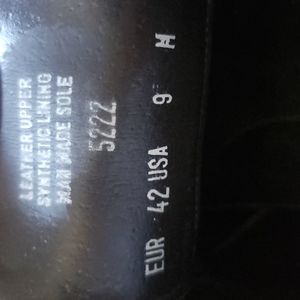 LEATHER UPPER
SYNTHETIC LINING
MAN MADE SOLE
5222
EUR 42 USA 9 M